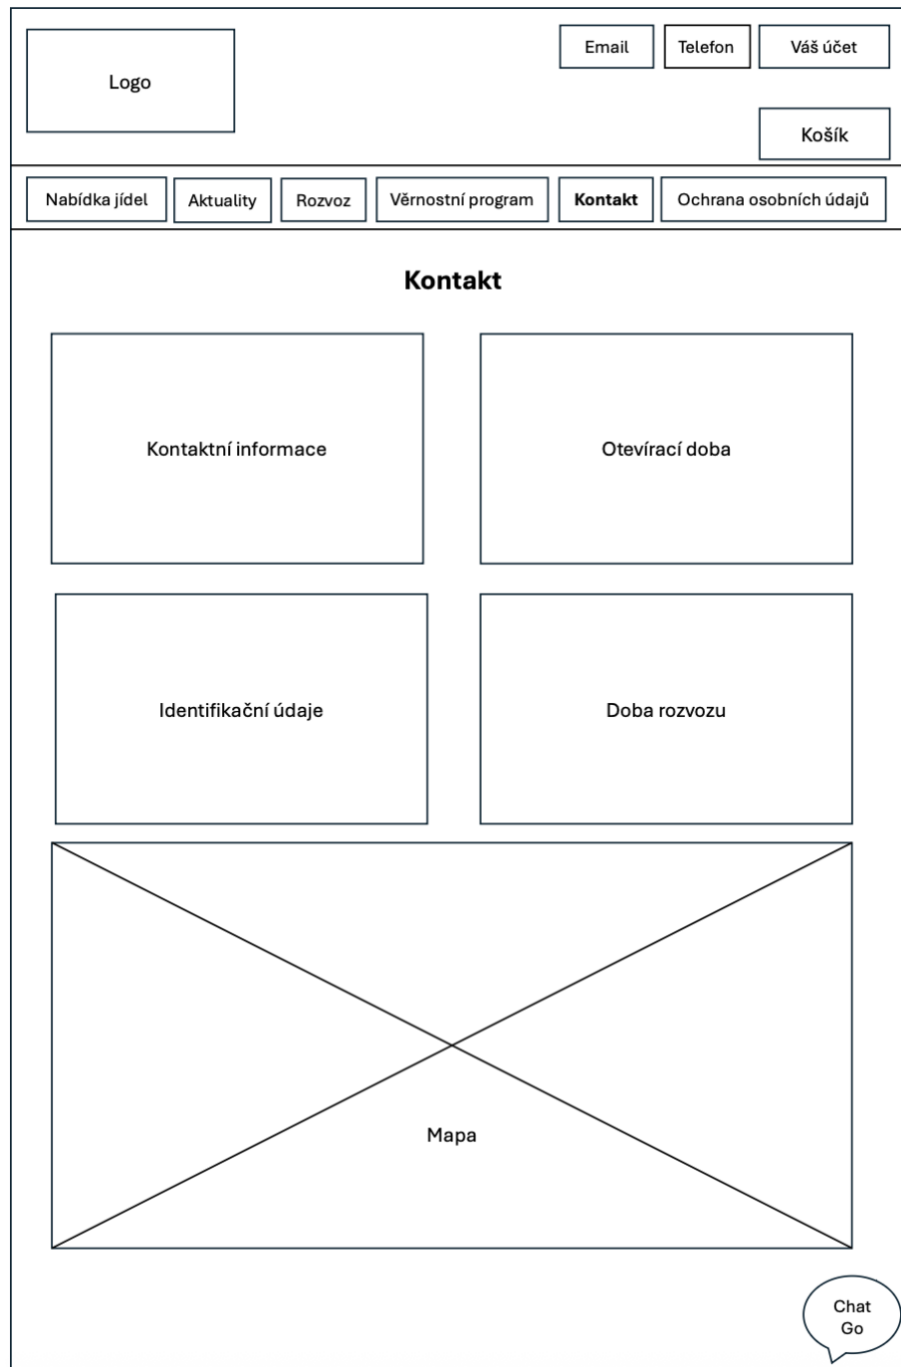 Logo
Email
Telefon
Váš účet
Košík
Nabídka jídel
Aktuality
Rozvoz
Věrnostní program
Kontakt
Ochrana osobních údajů
Kontakt
Kontaktní informace
Otevírací doba
Identifikační údaje
Doba rozvozu
Mapa
Chat
Go